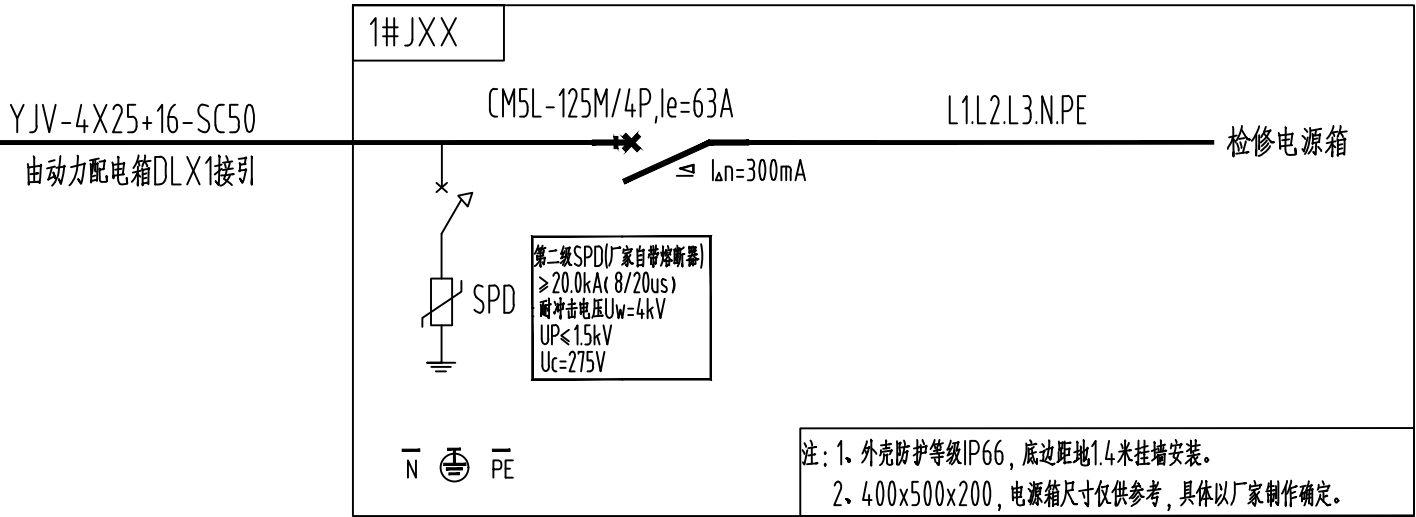 1#JXX
YJV-4X25+16-SC50
由动力配电箱DLX1接引
CM5L-125M/4P,Ie=63A
I△n=300mA
L1.L2.L3.N.PE
检修电源箱
SPD
第二级SPD(厂家自带熔断器)
≥20.0kA(8/20us)
耐冲击电压Uw=4kV
UP≤1.5kV
Uc=275V
N
PE
注:1、外壳防护等级IP66,底边距地1.4米挂墙安装。
2、400x500x200,电源箱尺寸仅供参考,具体以厂家制作确定。